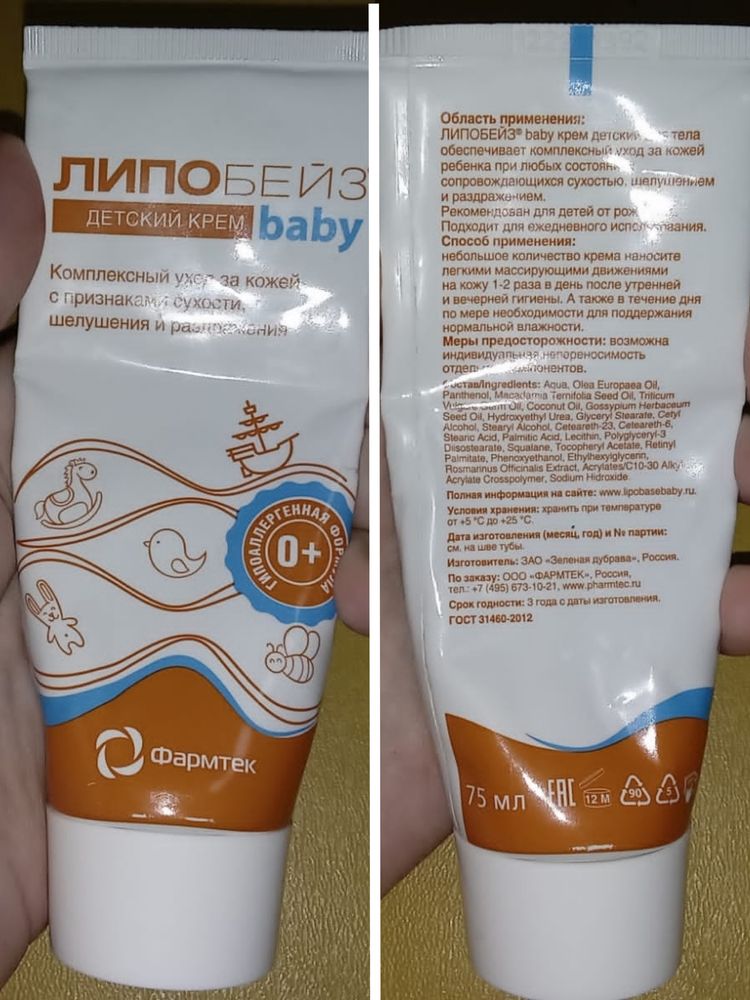 ЛИПОБЕЙЗ
ДЕТСКИЙ КРЕМ baby
Комплексный уход за кожей
с признаками сухости,
шелушения и раздражения
ГИПОАЛЛЕРГЕННАЯ ФОРМУЛА
0+
Фармтек
Область применения:
ЛИПОБЕЙЗ® baby крем детский для тела
обеспечивает комплексный уход за кожей
ребенка при любых состояниях
сопровождающихся сухостью, шелушением
и раздражением.
Рекомендован для детей от
Подходит для ежедневного использования.
Способ применения:
небольшое количество крема наносите
легкими массирующими движениями
на кожу 1-2 раза в день после утренней
и вечерней гигиены. А также в течение дня
по мере необходимости для поддержания
нормальной влажности.
Меры предосторожности: возможна
индивидуальная непереносимость
отдельных компонентов.
Состав/Ingredients: Aqua, Olea Europaea Oil,
Panthenol, Macadamia Ternifolia Seed Oil, Triticum
Vulgare Germ Oil, Coconut Oil, Gossypium Herbaceum
Seed Oil, Hydroxyethyl Urea, Glyceryl Stearate, Cetyl
Alcohol, Stearyl Alcohol, Ceteareth-23, Ceteareth-6,
Stearic Acid, Palmitic Acid, Lecithin, Polyglyceryl-3
Diisostearate, Squalane, Tocopheryl Acetate, Retinyl
Palmitate, Phenoxyethanol, Ethylhexylglycerin,
Rosmarinus Officinalis Extract, Acrylates/C10-30 Alkyl
Acrylate Crosspolymer, Sodium Hidroxide.
Полная информация на сайте: www.lipobasebaby.ru.
Условия хранения: хранить при температуре
от +5 °C до +25 °C.
Дата изготовления (месяц, год) и № партии:
см. на шве тубы.
Изготовитель: ЗАО «Зеленая дубрава», Россия.
По заказу: ООО «ФАРМТЕК», Россия,
тел.: +7 (495) 673-10-21, www.pharmtec.ru
Срок годности: 3 года с даты изготовления.
ГОСТ 31460-2012
75 мл EAC 12 M 90 5